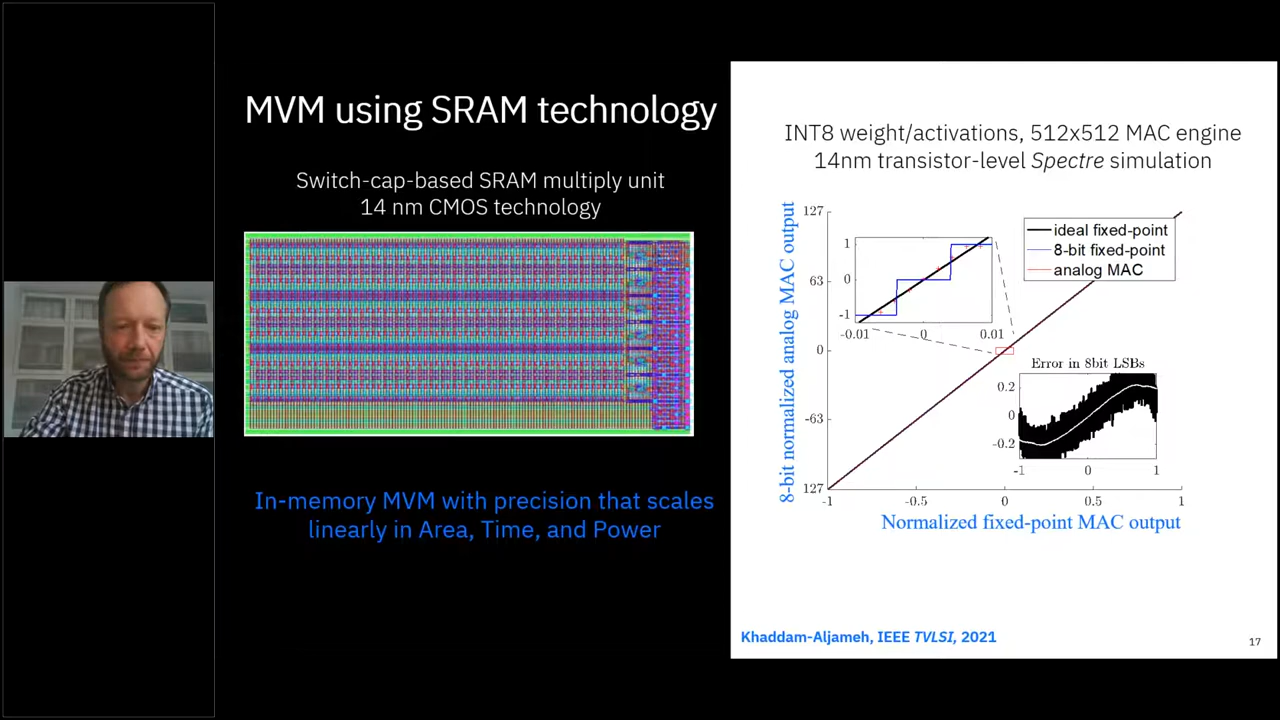 MVM using SRAM technology
Switch-cap-based SRAM multiply unit
14 nm CMOS technology
In-memory MVM with precision that scales
linearly in Area, Time, and Power
INT8 weight/activations, 512x512 MAC engine
14nm transistor-level Spectre simulation
8-bit normalized analog MAC output
127
63
0
-63
127
ideal fixed-point
8-bit fixed-point
analog MAC
1
0
-1
-0.01
0
0.01
Error in 8bit LSBs
0.2
0
-0.2
-1
0
1
-1
-0.5
0
0.5
1
Normalized fixed-point MAC output
Khaddam-Aljameh, IEEE TVLSI, 2021
17